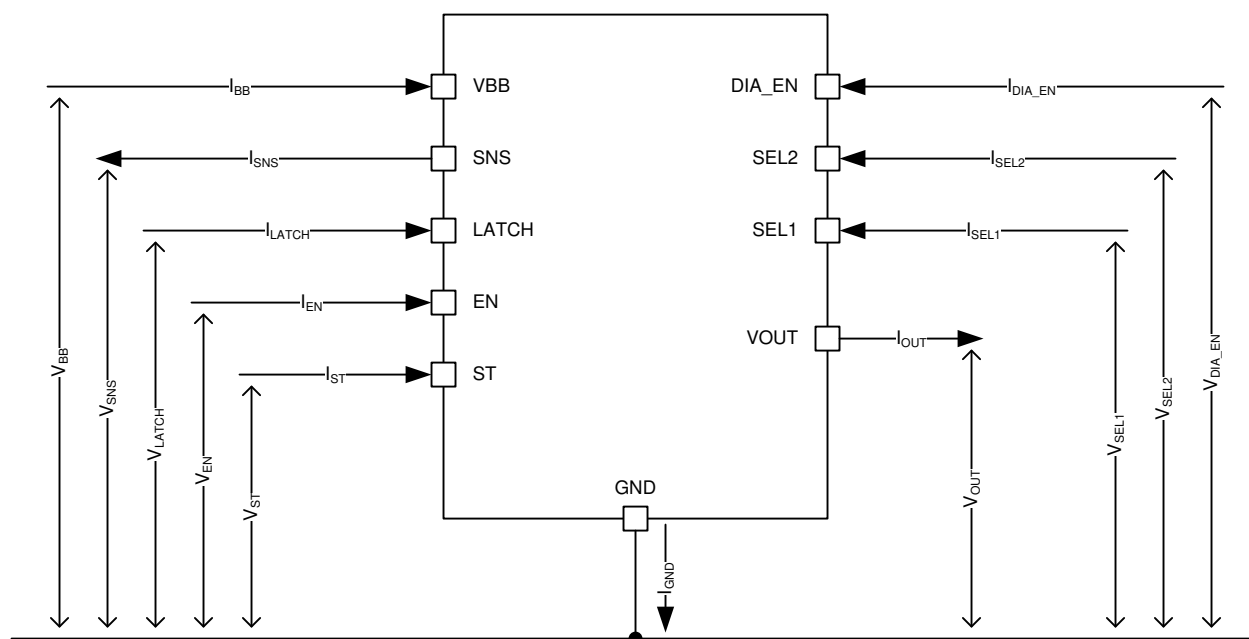 I_BB VBB DIA_EN I_DIA_EN
I_SNS SNS SEL2 I_SEL2
I_LATCH LATCH SEL1 I_SEL1
I_EN EN
VOUT I_OUT
I_ST ST
V_BB
V_SNS
V_LATCH
V_EN
V_ST
GND
I_GND
V_OUT
V_SEL1
V_SEL2
V_DIA_EN